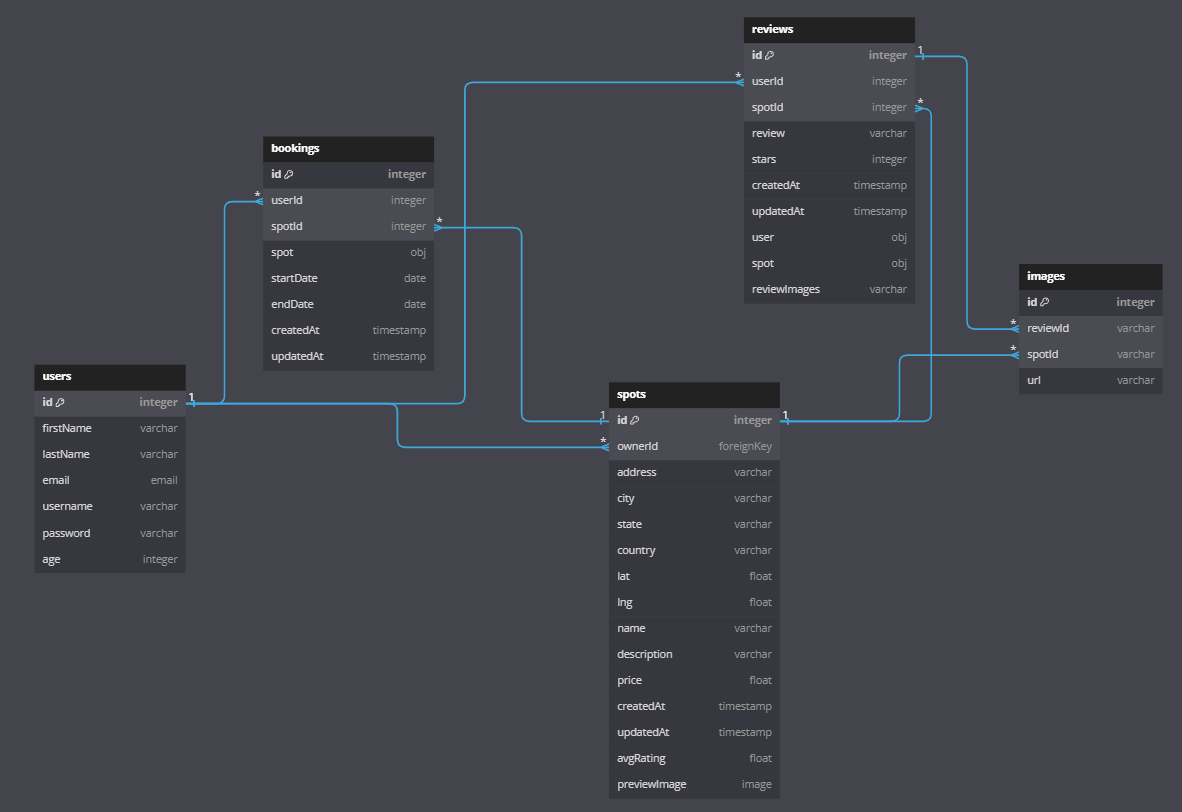 reviews
id integer
userId integer
spotId integer
review varchar
stars integer
createdAt timestamp
updatedAt timestamp
user obj
spot obj
reviewImages varchar
1
*
*
bookings
id integer
userId integer
spotId integer
spot obj
startDate date
endDate date
createdAt timestamp
updatedAt timestamp
*
*
images
id integer
reviewId varchar
spotId varchar
url varchar
*
*
users
id integer
firstName varchar
lastName varchar
email email
username varchar
password varchar
age integer
1
spots
id integer
ownerId foreignKey
address varchar
city varchar
state varchar
country varchar
lat float
lng float
name varchar
description varchar
price float
createdAt timestamp
updatedAt timestamp
avgRating float
previewImage image
1
*
1